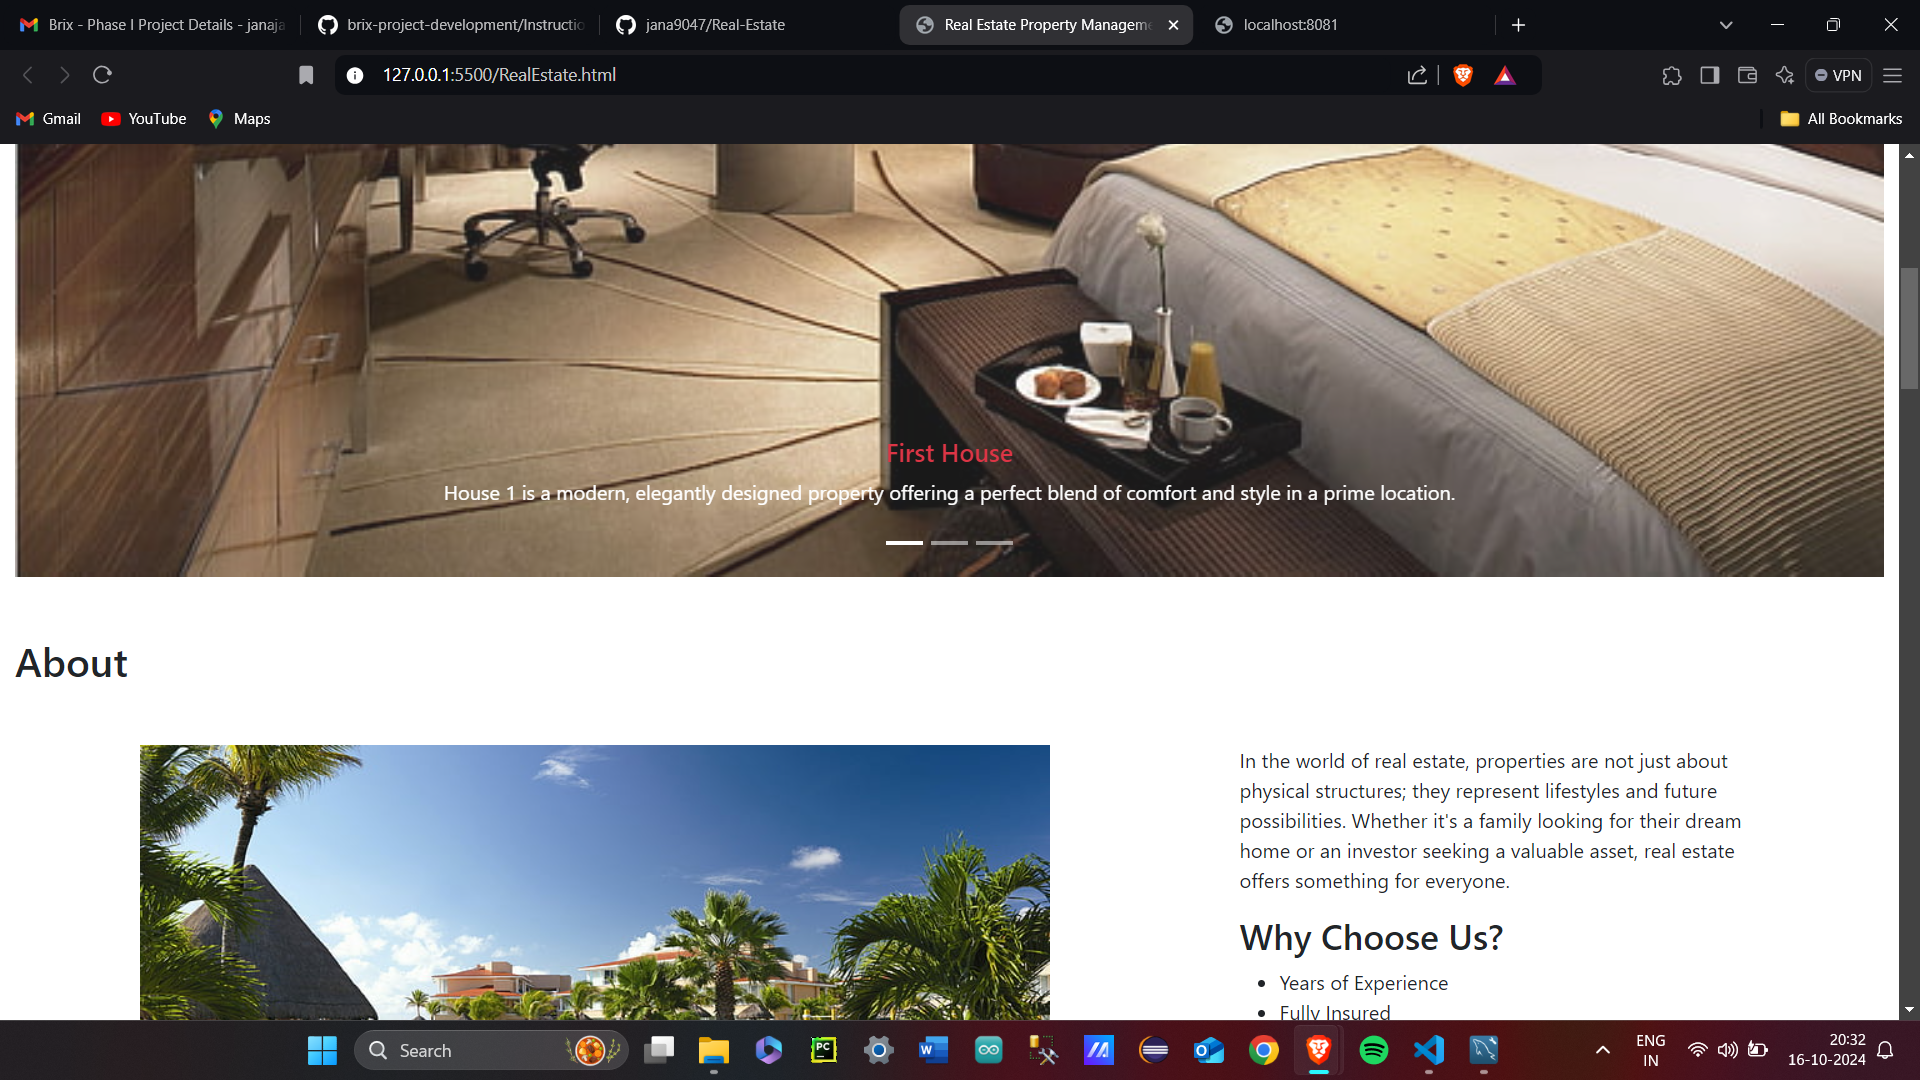 Brix - Phase I Project Details - janaja
brix-project-development/Instructio
jana9047/Real-Estate
Real Estate Property Manageme
localhost:8081
127.0.0.1:5500/RealEstate.html
VPN
Gmail
YouTube
Maps
All Bookmarks
First House
House 1 is a modern, elegantly designed property offering a perfect blend of comfort and style in a prime location.
About
In the world of real estate, properties are not just about
physical structures; they represent lifestyles and future
possibilities. Whether it's a family looking for their dream
home or an investor seeking a valuable asset, real estate
offers something for everyone.
Why Choose Us?
Years of Experience
Fully Insured
Search
PC
W
ENG
IN
20:32
16-10-2024